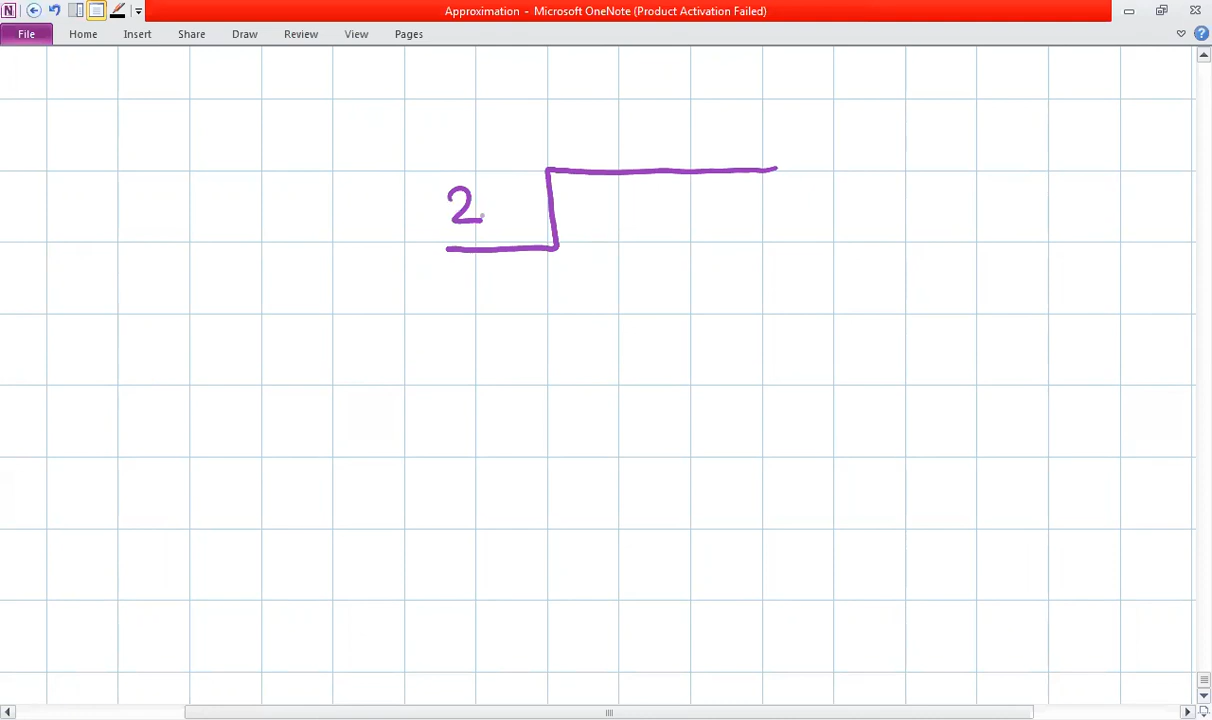 Approximation - Microsoft OneNote (Product Activation Failed)
File Home Insert Share Draw Review View Pages
2